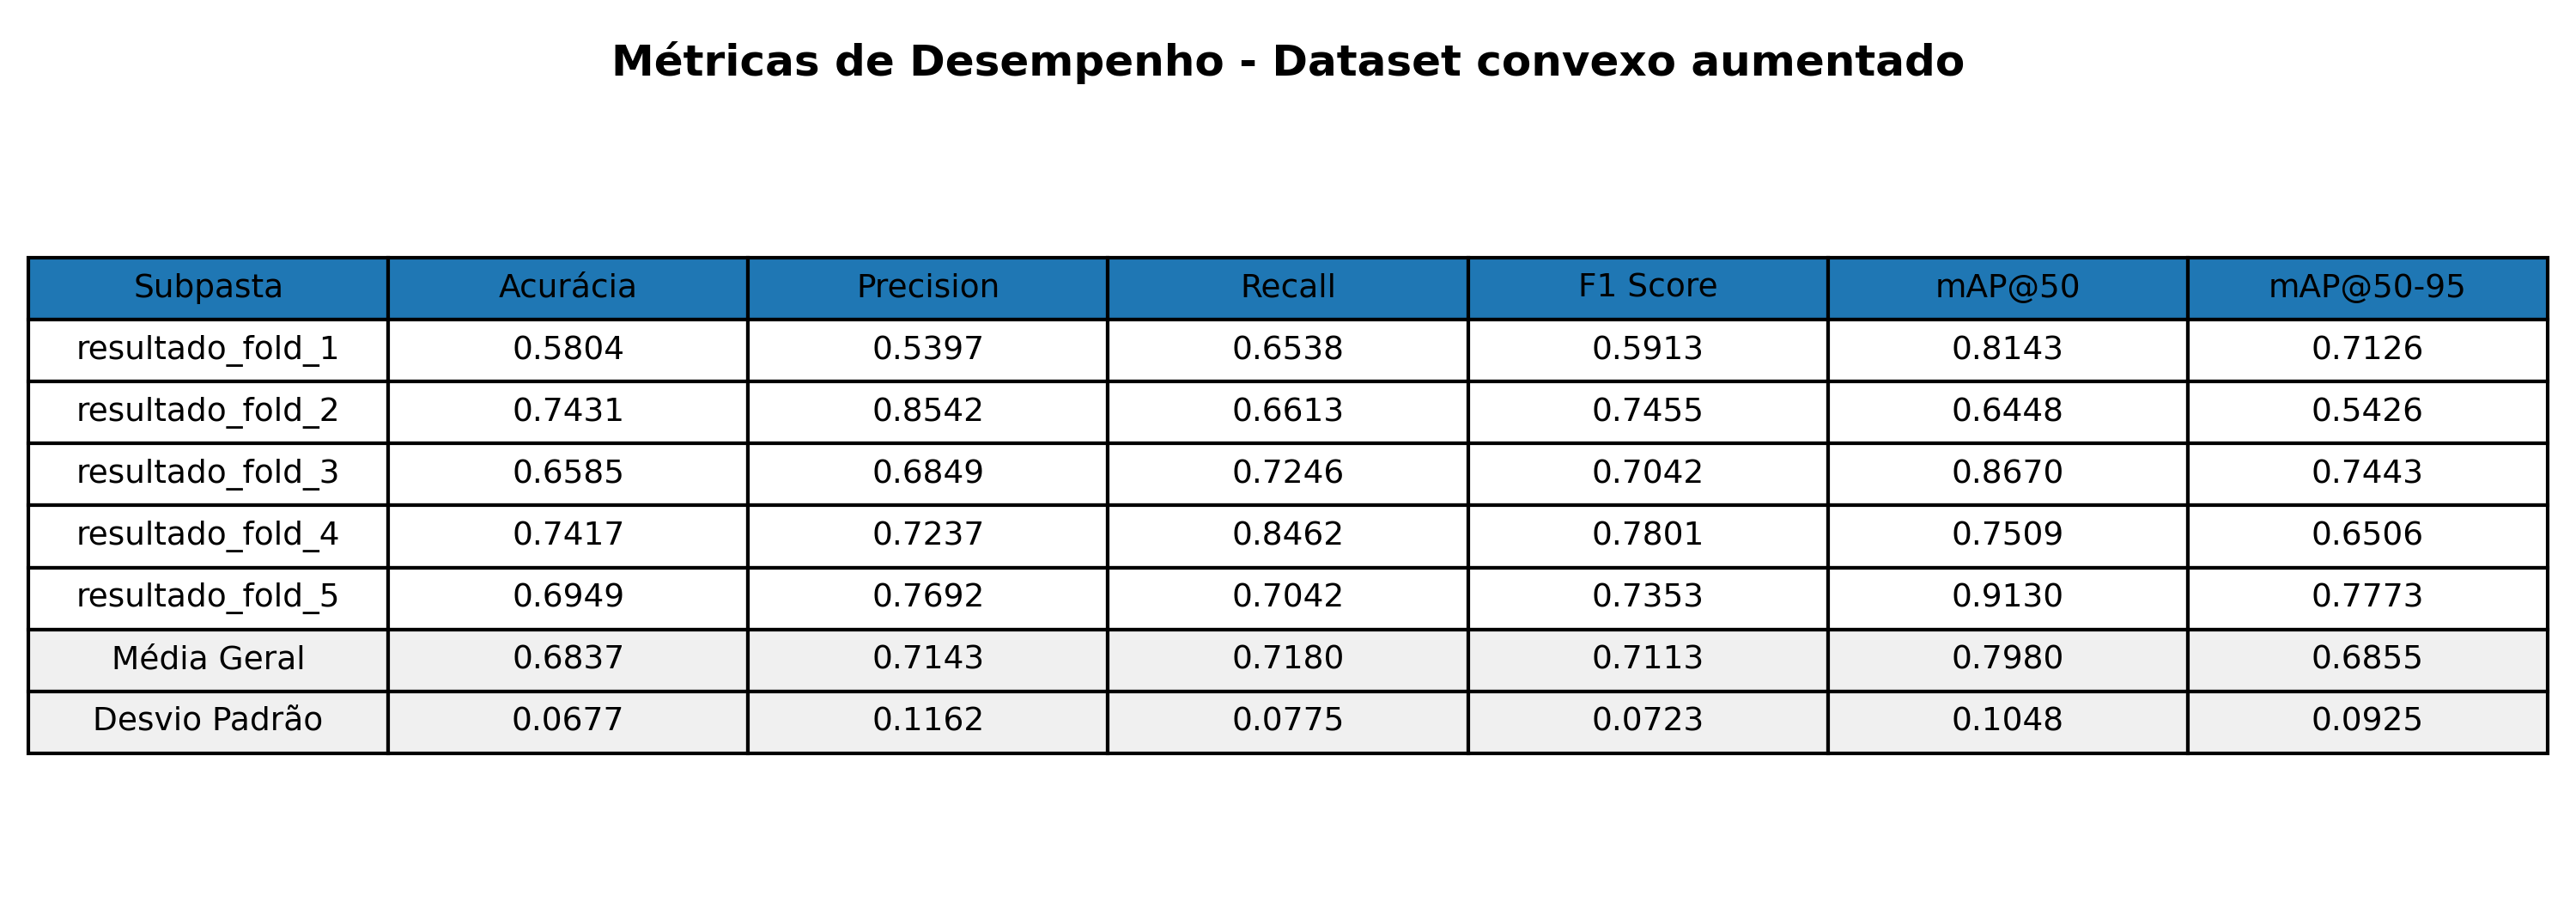 Métricas de Desempenho - Dataset convexo aumentado
Subpasta Acurácia Precision Recall F1 Score mAP@50 mAP@50-95
resultado_fold_1 0.5804 0.5397 0.6538 0.5913 0.8143 0.7126
resultado_fold_2 0.7431 0.8542 0.6613 0.7455 0.6448 0.5426
resultado_fold_3 0.6585 0.6849 0.7246 0.7042 0.8670 0.7443
resultado_fold_4 0.7417 0.7237 0.8462 0.7801 0.7509 0.6506
resultado_fold_5 0.6949 0.7692 0.7042 0.7353 0.9130 0.7773
Média Geral 0.6837 0.7143 0.7180 0.7113 0.7980 0.6855
Desvio Padrão 0.0677 0.1162 0.0775 0.0723 0.1048 0.0925